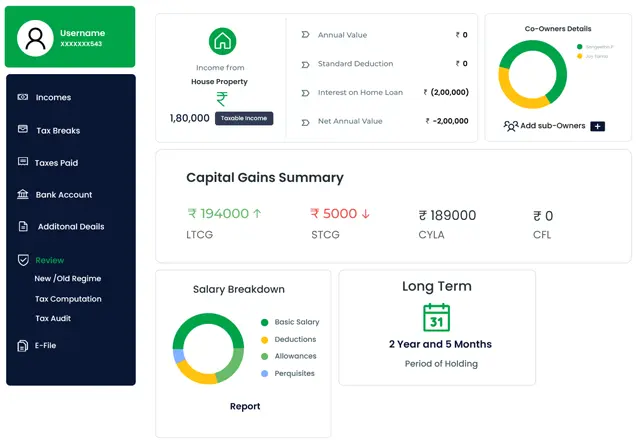 Username
XXXXXXX543
Incomes
Tax Breaks
Taxes Paid
Bank Account
Additonal Deails
Review
New /Old Regime
Tax Computation
Tax Audit
E-File
Income from
House Property
₹
1,80,000 Taxable Income
Annual Value ₹ 0
Standard Deduction ₹ 0
Interest on Home Loan ₹ (2,00,000)
Net Annual Value ₹ -2,00,000
Co-Owners Details
Add sub-Owners +
Capital Gains Summary
₹ 194000 ↑ ₹ 5000 ↓ ₹ 189000 ₹ 0
LTCG STCG CYLA CFL
Salary Breakdown
Basic Salary
Deductions
Allowances
Perquisites
Report
Long Term
31
2 Year and 5 Months
Period of Holding